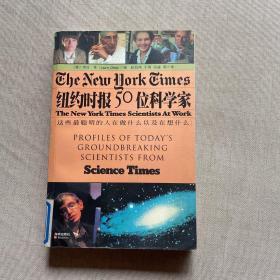 The New York Times
纽约时报50位科学家
The New York Times Scientists At Work
这些最聪明的人在做什么以及在想什么
PROFILES OF TODAY'S
GROUNDBREAKING
SCIENTISTS FROM
Science Times